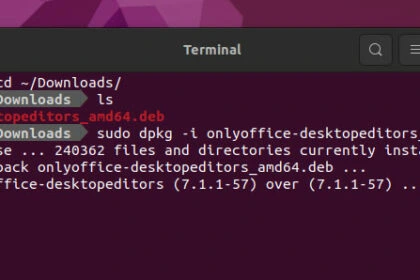 Terminal
cd ~/Downloads/
Downloads ls
topeditors_amd64.deb
Downloads sudo dpkg -i onlyoffice-desktopeditors_
se ... 240362 files and directories currently insta
pack onlyoffice-desktopeditors_amd64.deb ...
ffice-desktopeditors (7.1.1-57) over (7.1.1-57) ...